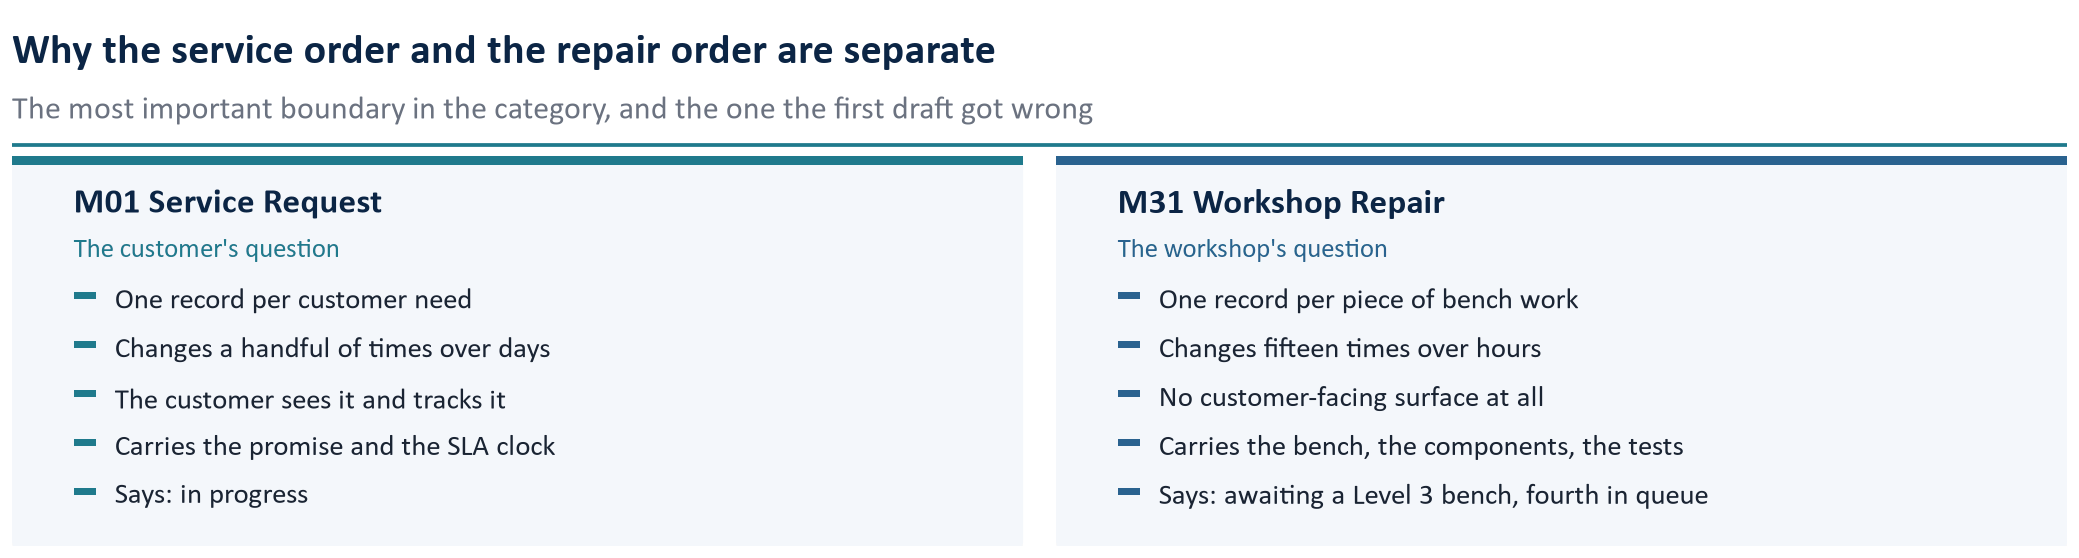 Why the service order and the repair order are separate
The most important boundary in the category, and the one the first draft got wrong
M01 Service Request
The customer's question
One record per customer need
Changes a handful of times over days
The customer sees it and tracks it
Carries the promise and the SLA clock
Says: in progress
M31 Workshop Repair
The workshop's question
One record per piece of bench work
Changes fifteen times over hours
No customer-facing surface at all
Carries the bench, the components, the tests
Says: awaiting a Level 3 bench, fourth in queue